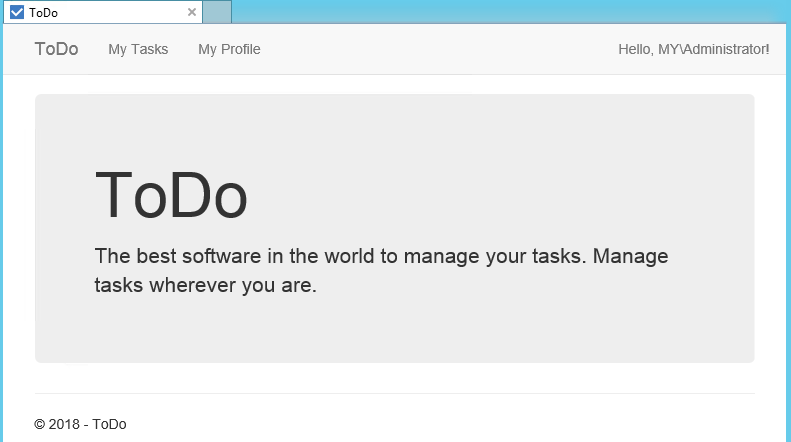 ToDo
ToDo My Tasks My Profile Hello, MY\Administrator!
ToDo
The best software in the world to manage your tasks. Manage
tasks wherever you are.
© 2018 - ToDo